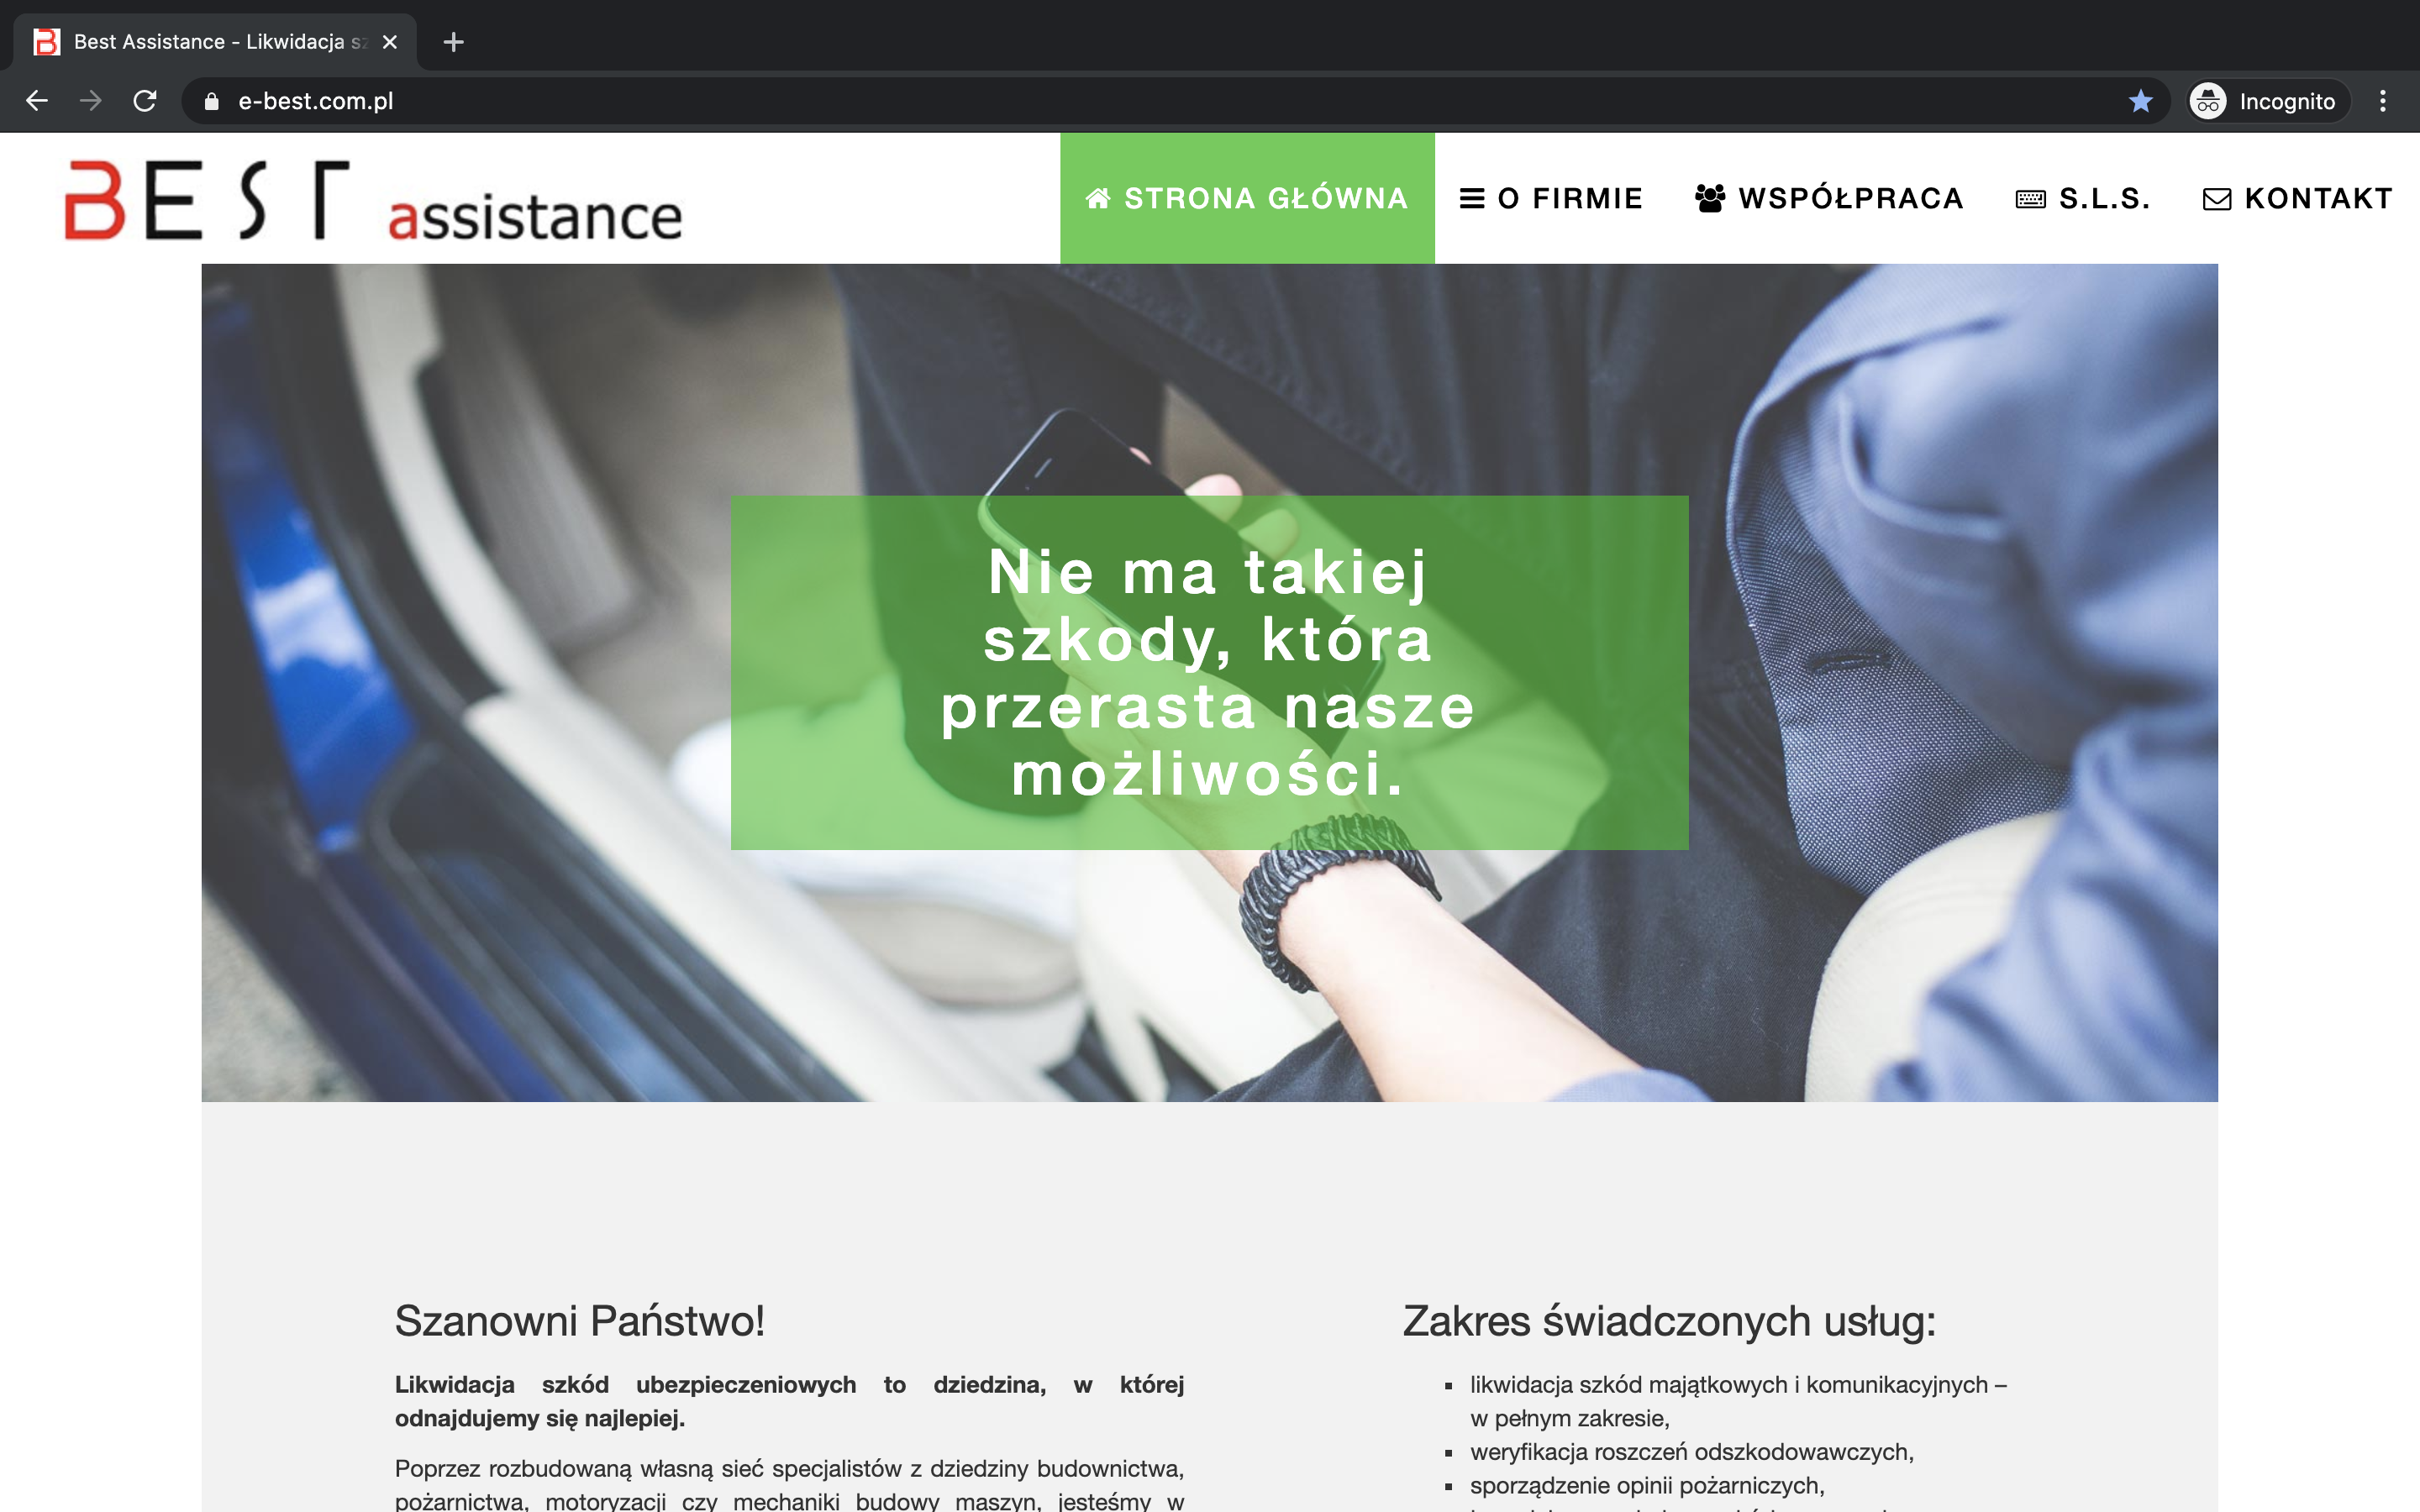 Best Assistance - Likwidacja
e-best.com.pl
Incognito
BEST assistance
STRONA GŁÓWNA
O FIRMIE
WSPÓŁPRACA
S.L.S.
KONTAKT
Nie ma takiej
szkody, która
przerasta nasze
możliwości.
Szanowni Państwo!
Likwidacja szkód ubezpieczeniowych to dziedzina, w której
odnajdujemy się najlepiej.
Poprzez rozbudowaną własną sieć specjalistów z dziedziny budownictwa,
pożarnictwa, motoryzacji czy mechaniki budowy maszyn, jesteśmy w
Zakres świadczonych usług:
likwidacja szkód majątkowych i komunikacyjnych –
w pełnym zakresie,
weryfikacja roszczeń odszkodowawczych,
sporządzenie opinii pożarniczych,